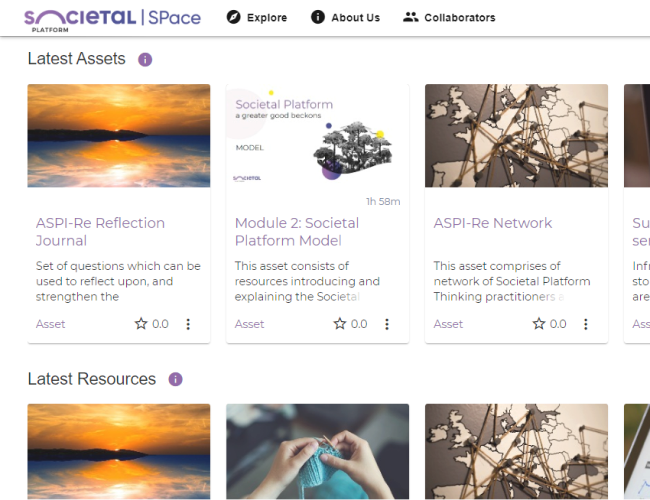 SOCIETAL | SPace
PLATFORM
Explore
About Us
Collaborators
Latest Assets
Societal Platform
a greater good beckons
MODEL
SOCIETAL
1h 58m
ASPI-Re Reflection
Journal
Set of questions which can be
used to reflect upon, and
strengthen the
Asset
0.0
Module 2: Societal
Platform Model
This asset consists of
resources introducing and
explaining the Societal
Asset
0.0
ASPI-Re Network
This asset comprises of
network of Societal Platform
Thinking practitioners a
Asset
0.0
Su
se
Infr
sto
are
Ass
Latest Resources